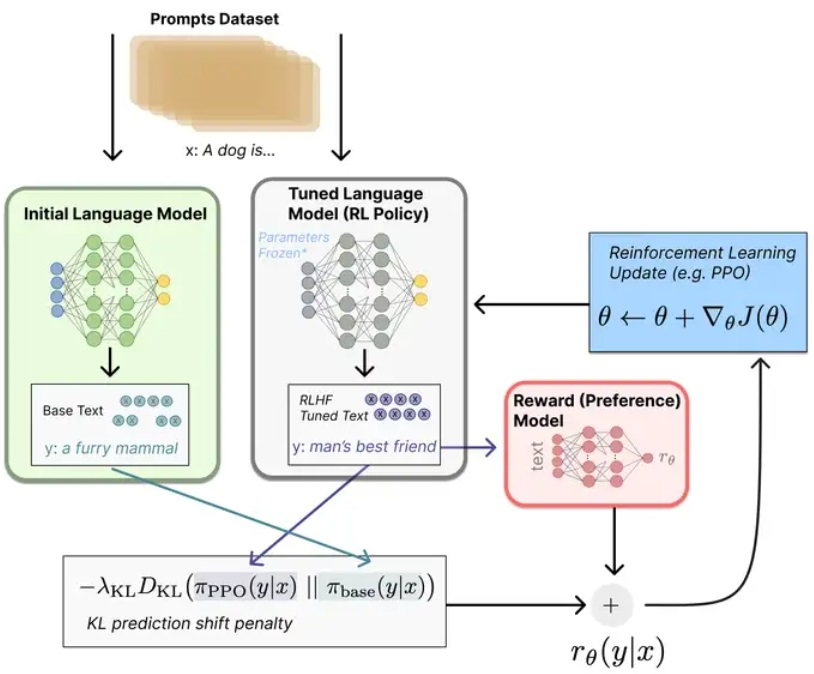 Prompts Dataset
x: A dog is...
Initial Language Model
Tuned Language
Model (RL Policy)
Parameters
Frozen*
Reinforcement Learning
Update (e.g. PPO)
θ ← θ + ∇θJ(θ)
Base Text
x x x x
x x x x
y: a furry mammal
RLHF
Tuned Text
x x x x
x x x x
y: man's best friend
Reward (Preference)
Model
text
rθ
−λKL DKL(πPPO(y|x) || πbase(y|x))
KL prediction shift penalty
+
rθ(y|x)